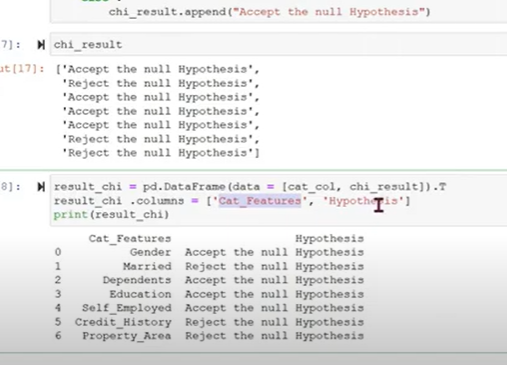 chi_result.append("Accept the null Hypothesis")
7]:
chi_result
ut[17]: ['Accept the null Hypothesis',
'Reject the null Hypothesis',
'Accept the null Hypothesis',
'Accept the null Hypothesis',
'Accept the null Hypothesis',
'Reject the null Hypothesis',
'Reject the null Hypothesis']
8]:
result_chi = pd.DataFrame(data = [cat_col, chi_result]).T
result_chi .columns = ['Cat_Features', 'Hypothesis']
print(result_chi)
Cat_Features Hypothesis
0 Gender Accept the null Hypothesis
1 Married Reject the null Hypothesis
2 Dependents Accept the null Hypothesis
3 Education Accept the null Hypothesis
4 Self_Employed Accept the null Hypothesis
5 Credit_History Reject the null Hypothesis
6 Property_Area Reject the null Hypothesis